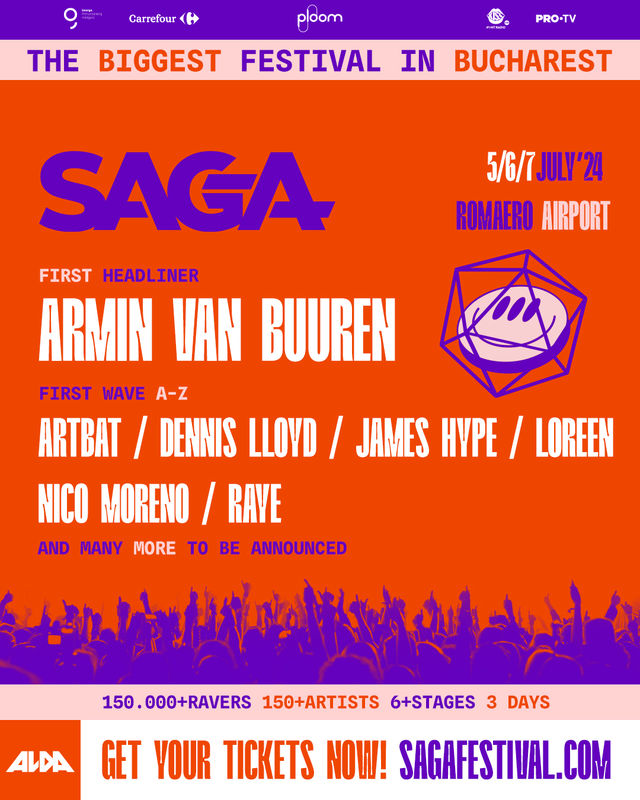 Carrefour
ploom
PRO•TV
THE BIGGEST FESTIVAL IN BUCHAREST
SAGA
5/6/7 JULY'24
ROMAERO AIRPORT
FIRST HEADLINER
ARMIN VAN BUUREN
FIRST WAVE A-Z
ARTBAT / DENNIS LLOYD / JAMES HYPE / LOREEN
NICO MORENO / RAYE
AND MANY MORE TO BE ANNOUNCED
150.000+RAVERS 150+ARTISTS 6+STAGES 3 DAYS
ALDA
GET YOUR TICKETS NOW! SAGAFESTIVAL.COM